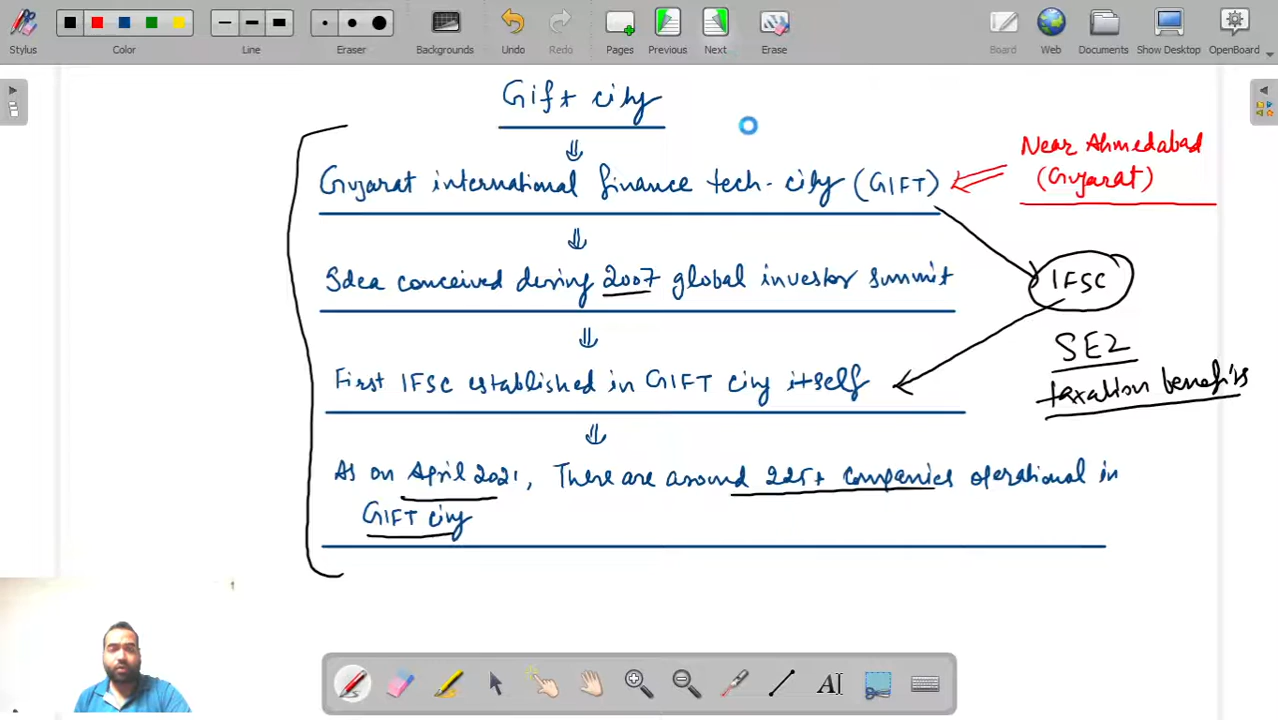 Stylus
Color
Line
Eraser
Backgrounds
Undo
Redo
Pages
Previous
Next
Erase
Board
Web
Documents
Show Desktop
OpenBoard
Gift city
Near Ahmedabad
(Gujarat)
Gujarat international finance tech- city (GIFT)
IFSC
Idea conceived during 2007 global investor summit
SEZ
taxation benefits
First IFSC established in GIFT city itself
As on April 2021, There are around 225+ companies operational in
GIFT city
AI